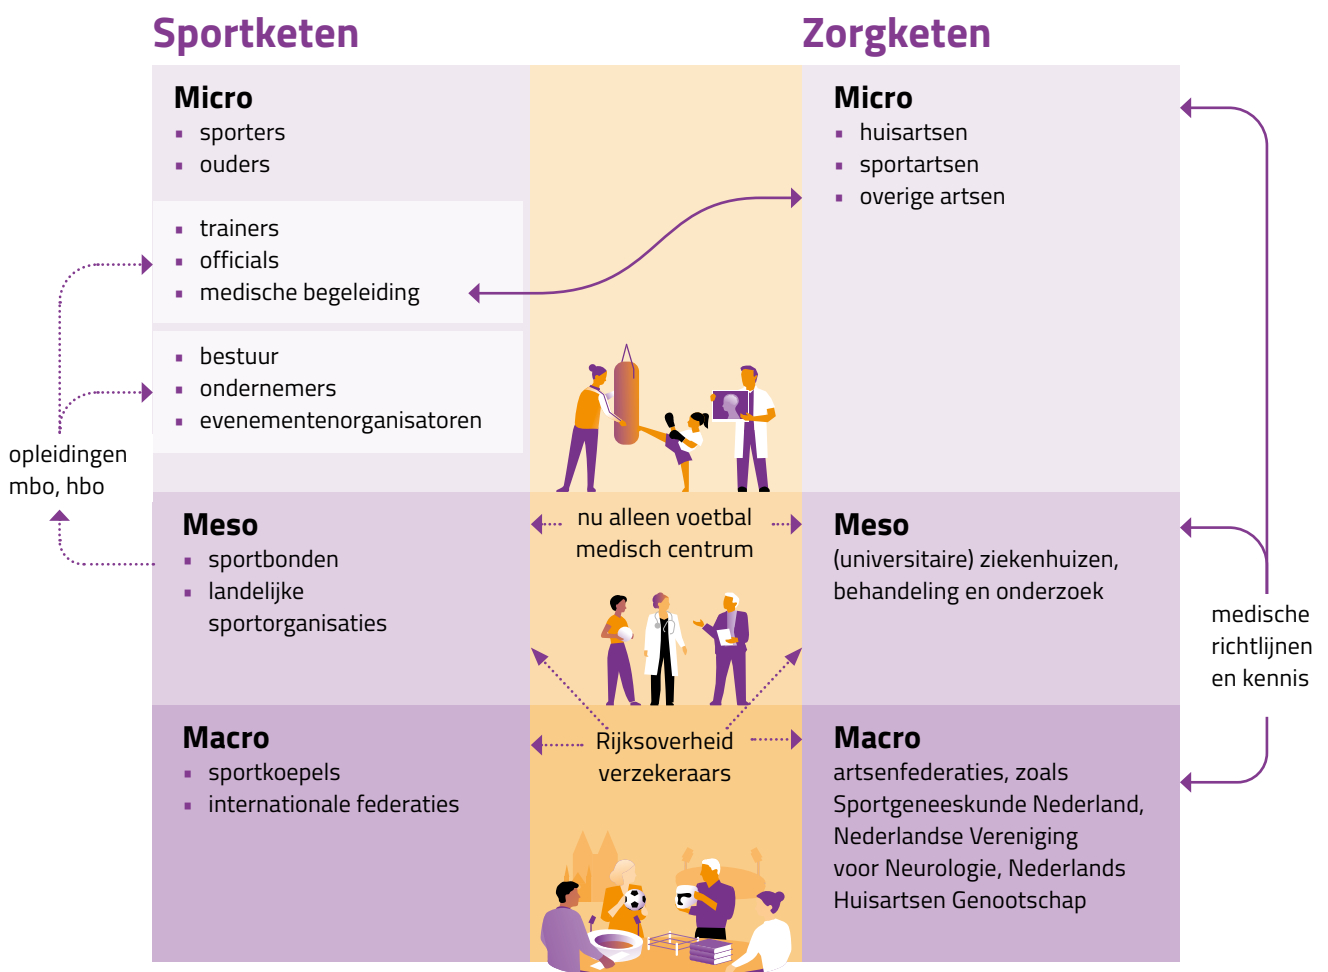 Sportketen
Zorgketen
Micro
sporters
ouders
trainers
officials
medische begeleiding
bestuur
ondernemers
evenementenorganisatoren
Micro
huisartsen
sportartsen
overige artsen
opleidingen
mbo, hbo
Meso
sportbonden
landelijke
sportorganisaties
nu alleen voetbal
medisch centrum
Meso
(universitaire) ziekenhuizen,
behandeling en onderzoek
medische
richtlijnen
en kennis
Macro
sportkoepels
internationale federaties
Rijksoverheid
verzekeraars
Macro
artsenfederaties, zoals
Sportgeneeskunde Nederland,
Nederlandse Vereniging
voor Neurologie, Nederlands
Huisartsen Genootschap